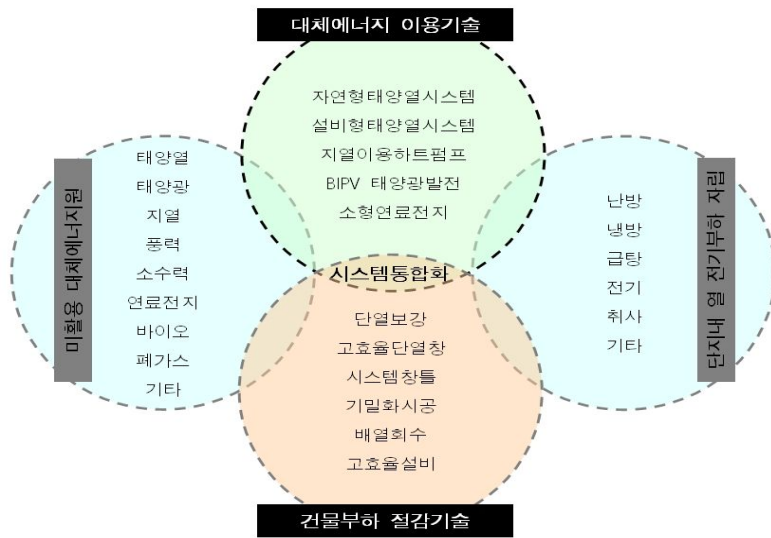 대체에너지 이용기술
자연형태양열시스템
설비형태양열시스템
지열이용하트펌프
BIPV 태양광발전
소형연료전지
미활용 대체에너지원
태양열
태양광
지열
풍력
소수력
연료전지
바이오
폐가스
기타
시스템통합화
단열보강
고효율단열창
시스템창틀
기밀화시공
배열회수
고효율설비
난방
냉방
급탕
전기
취사
기타
단지내 열 전기부하 자립
건물부하 절감기술